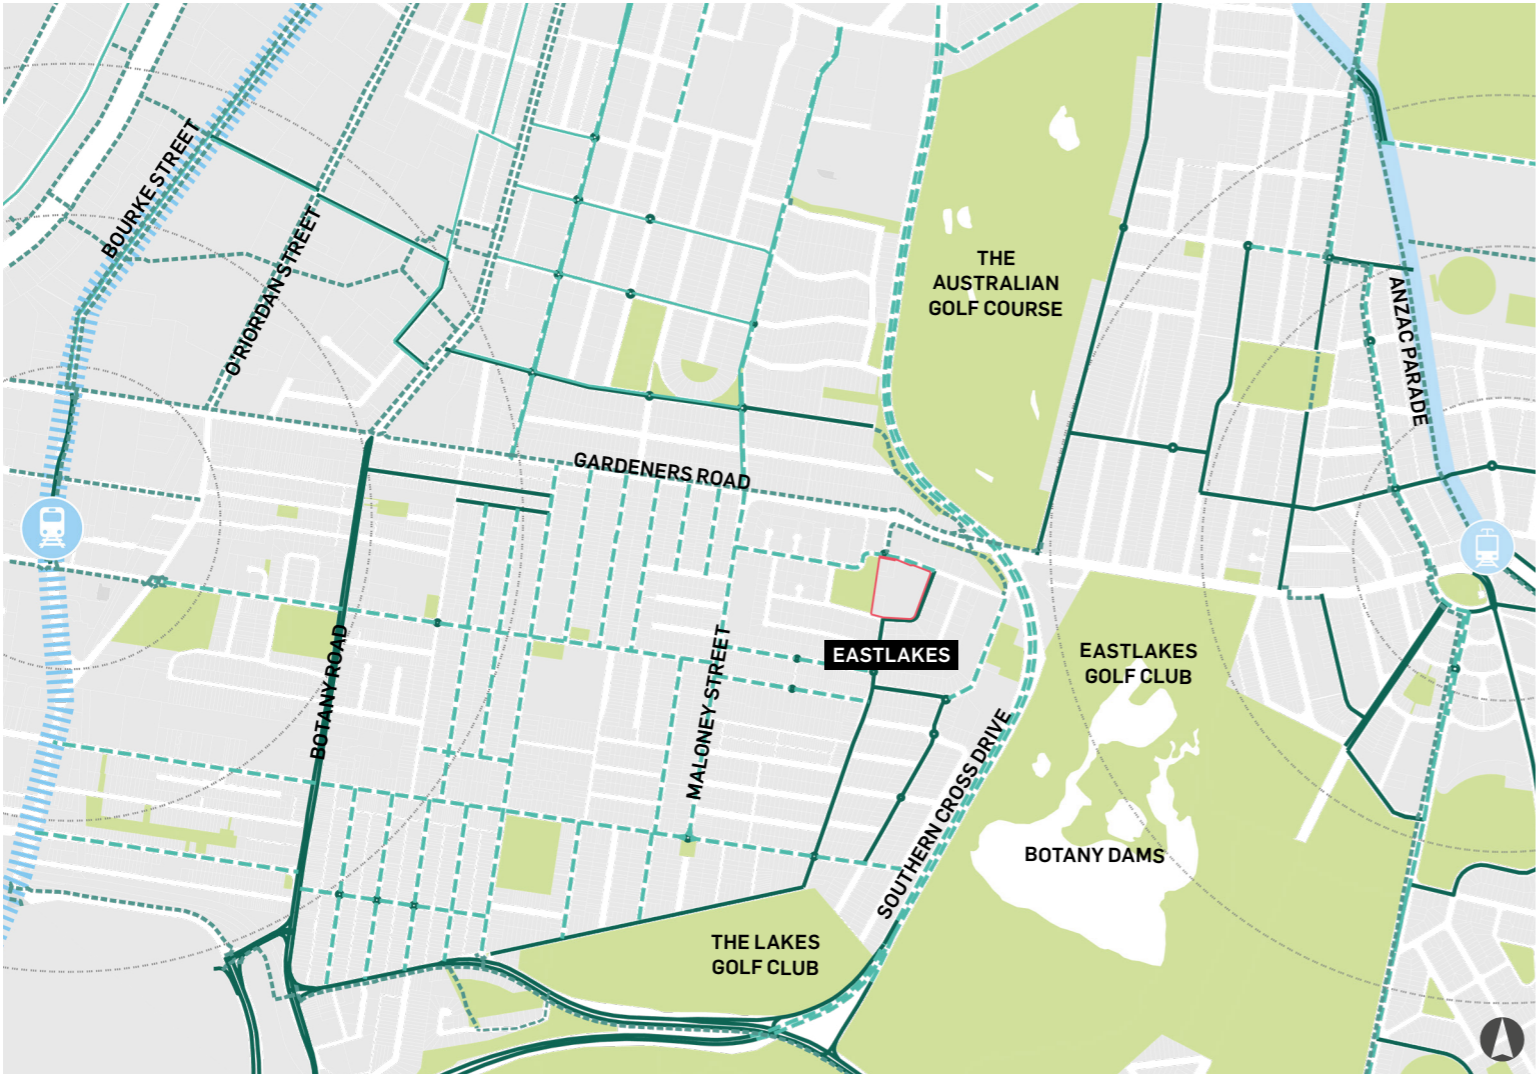 BOURKE STREET
O'RIORDAN STREET
THE
AUSTRALIAN
GOLF COURSE
ANZAC PARADE
GARDENERS ROAD
EASTLAKES
BOTANY ROAD
MALONEY STREET
EASTLAKES
GOLF CLUB
SOUTHERN CROSS DRIVE
BOTANY DAMS
THE LAKES
GOLF CLUB